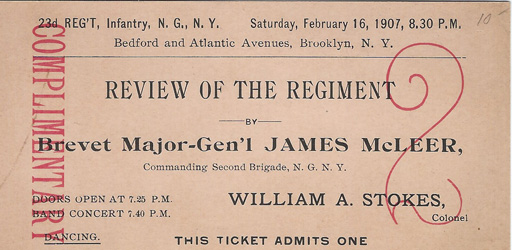 23d REG'T, Infantry, N. G., N. Y. Saturday, February 16, 1907, 8.30 P. M.
10-
Bedford and Atlantic Avenues, Brooklyn, N. Y.
COMPLIMENTARY
REVIEW OF THE REGIMENT
2
BY
Brevet Major-Gen'l JAMES McLEER,
Commanding Second Brigade, N. G. N. Y.
DOORS OPEN AT 7.25 P. M.
BAND CONCERT 7.40 P. M.
DANCING.
WILLIAM A. STOKES,
Colonel
THIS TICKET ADMITS ONE